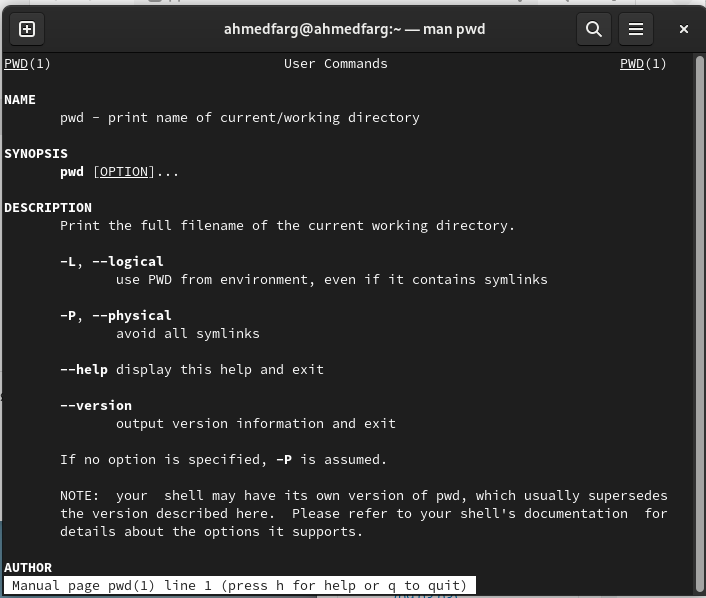 ahmedfarg@ahmedfarg:~ — man pwd
PWD(1) User Commands PWD(1)
NAME
pwd - print name of current/working directory
SYNOPSIS
pwd [OPTION]...
DESCRIPTION
Print the full filename of the current working directory.
-L, --logical
use PWD from environment, even if it contains symlinks
-P, --physical
avoid all symlinks
--help display this help and exit
--version
output version information and exit
If no option is specified, -P is assumed.
NOTE:  your  shell may have its own version of pwd, which usually supersedes
the version described here.  Please refer to your shell's documentation  for
details about the options it supports.
AUTHOR
Manual page pwd(1) line 1 (press h for help or q to quit)